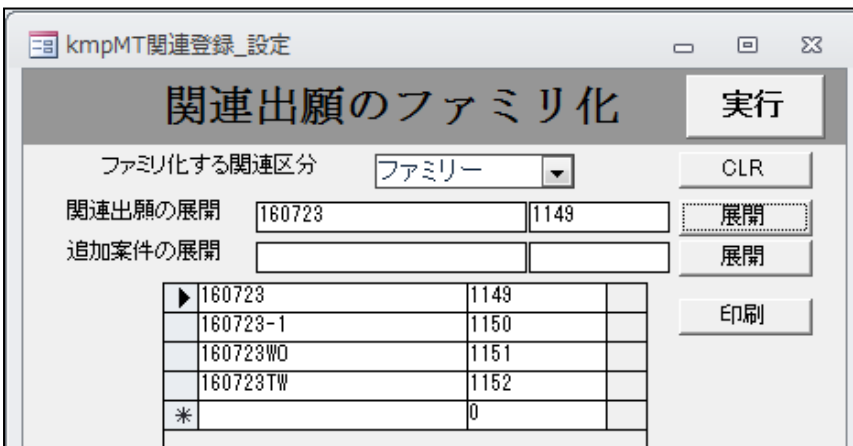 kmpMT関連登録_設定
関連出願のファミリ化 実行
ファミリ化する関連区分 ファミリー CLR
関連出願の展開 160723 1149 展開
追加案件の展開 展開
160723 1149
160723-1 1150 印刷
160723WO 1151
160723TW 1152
* 0